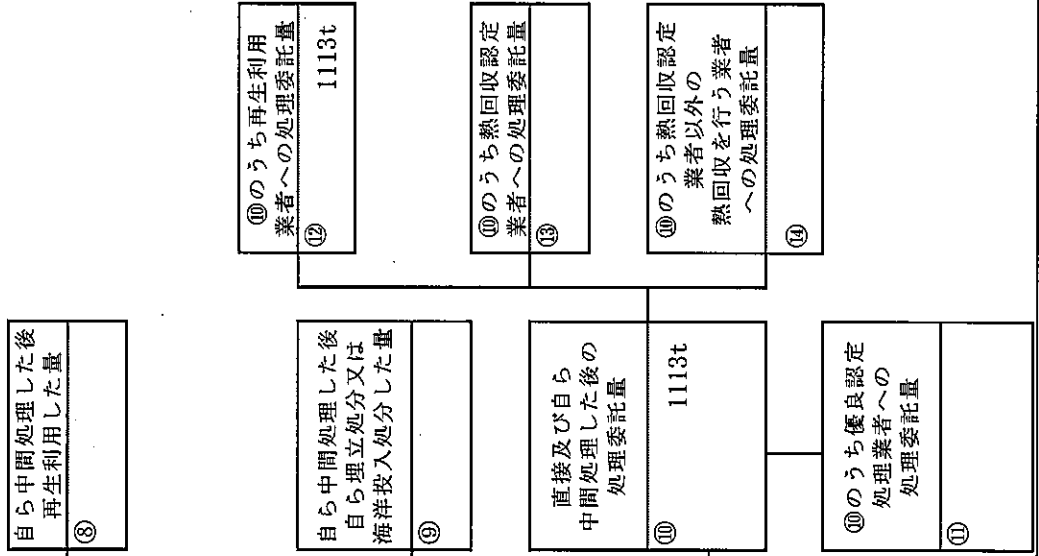 自ら中間処理した後
再生利用した量
⑧
自ら中間処理した後
自ら埋立処分又は
海洋投入処分した量
⑨
直接及び自ら
中間処理した後の
処理委託量
⑩
1113t
⑩のうち優良認定
処理業者への
処理委託量
⑪
⑩のうち再生利用
業者への処理委託量
⑫
1113t
⑩のうち熱回収認定
業者への処理委託量
⑬
⑩のうち熱回収認定
業者以外の
熱回収を行う業者
への処理委託量
⑭